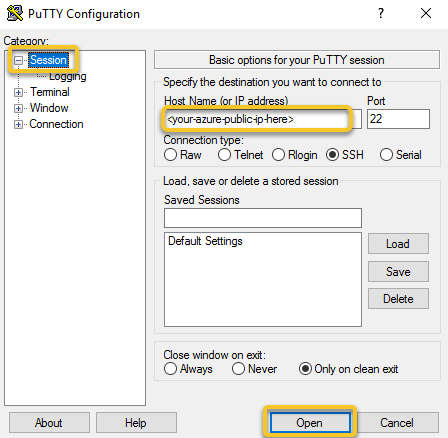 PuTTY Configuration
?
Category:
Session
Logging
Terminal
Window
Connection
Basic options for your PuTTY session
Specify the destination you want to connect to
Host Name (or IP address) Port
<your-azure-public-ip-here> 22
Connection type:
Raw Telnet Rlogin SSH Serial
Load, save or delete a stored session
Saved Sessions
Default Settings
Load
Save
Delete
Close window on exit:
Always Never Only on clean exit
About Help Open Cancel